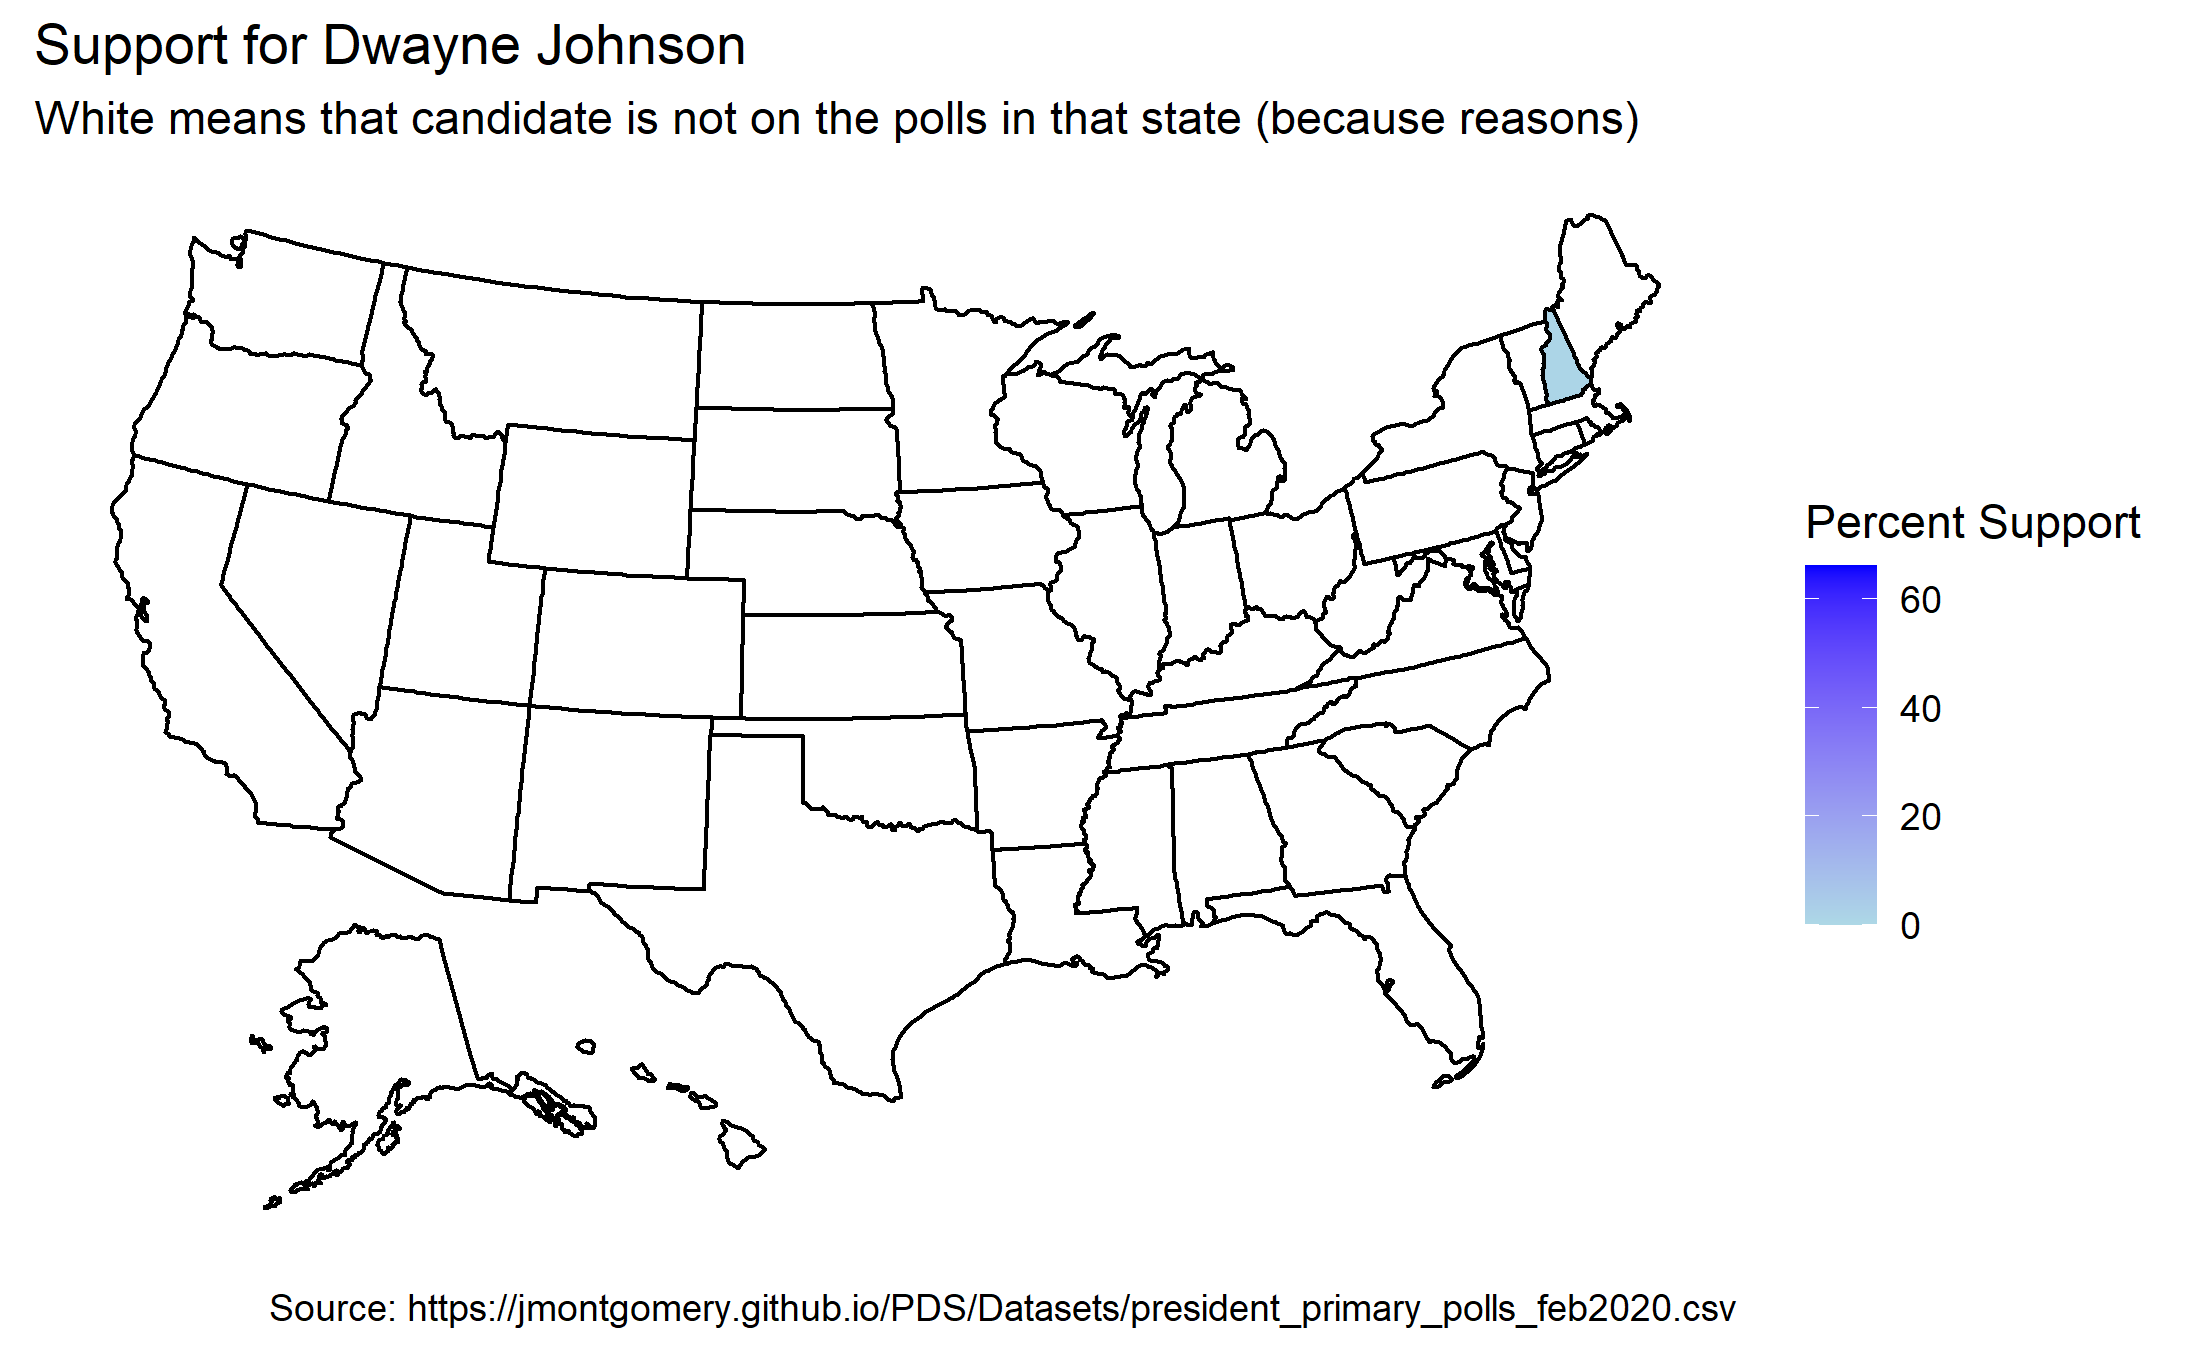 Support for Dwayne Johnson
White means that candidate is not on the polls in that state (because reasons)
Percent Support
60
40
20
0
Source: https://jmontgomery.github.io/PDS/Datasets/president_primary_polls_feb2020.csv